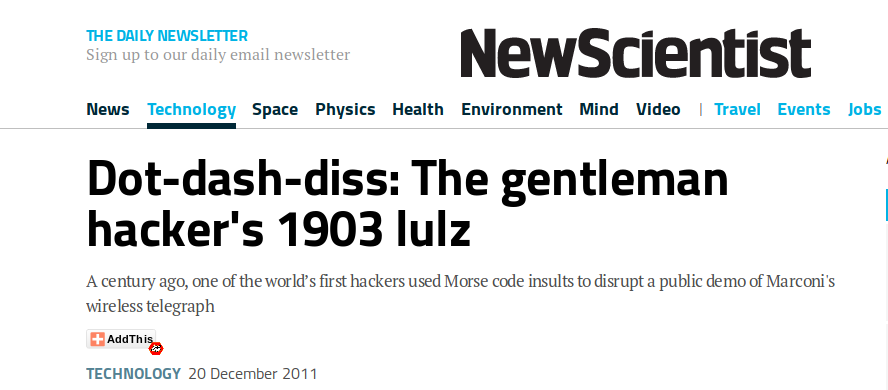 THE DAILY NEWSLETTER
Sign up to our daily email newsletter
NewScientist
News Technology Space Physics Health Environment Mind Video | Travel Events Jobs
Dot-dash-diss: The gentleman
hacker's 1903 lulz
A century ago, one of the world’s first hackers used Morse code insults to disrupt a public demo of Marconi's
wireless telegraph
AddThis
TECHNOLOGY 20 December 2011